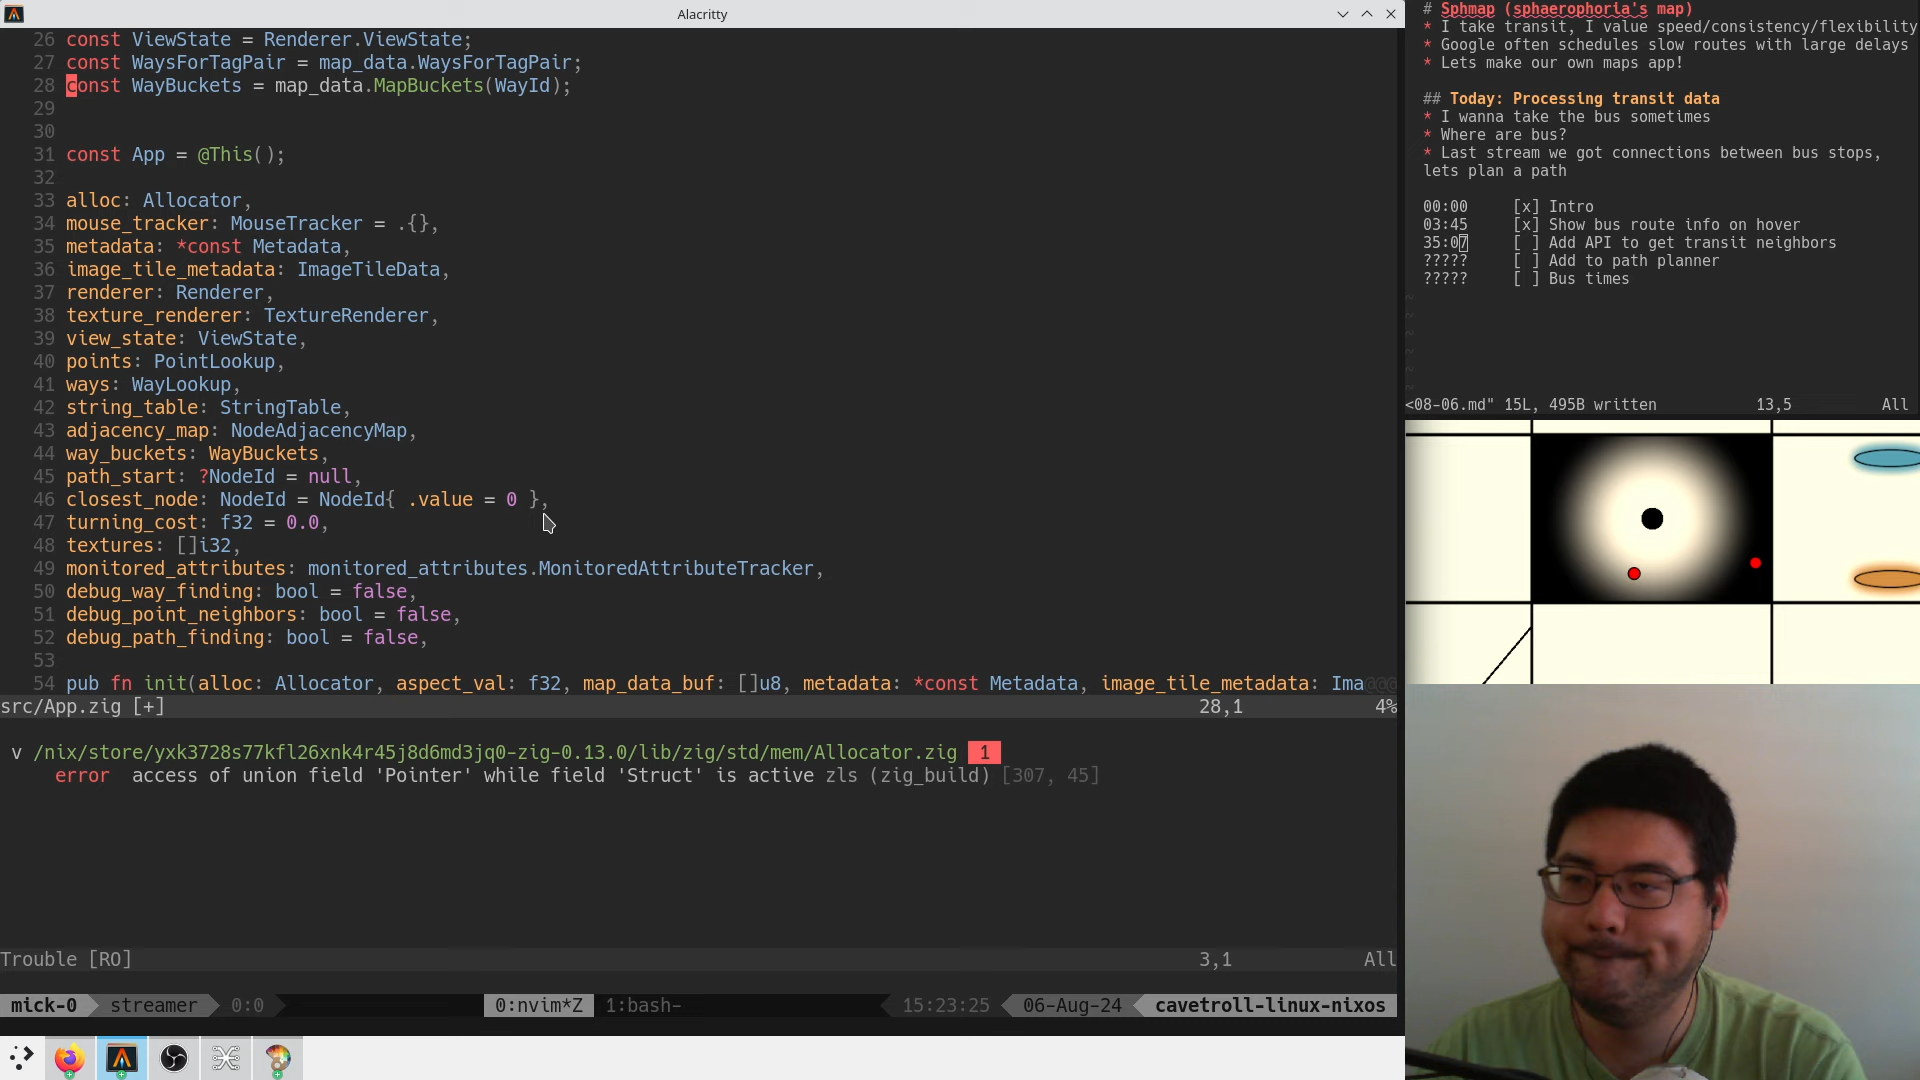 Alacritty
26 const ViewState = Renderer.ViewState;
27 const WaysForTagPair = map_data.WaysForTagPair;
28 const WayBuckets = map_data.MapBuckets(WayId);
29
30
31 const App = @This();
32
33 alloc: Allocator,
34 mouse_tracker: MouseTracker = .{},
35 metadata: *const Metadata,
36 image_tile_metadata: ImageTileData,
37 renderer: Renderer,
38 texture_renderer: TextureRenderer,
39 view_state: ViewState,
40 points: PointLookup,
41 ways: WayLookup,
42 string_table: StringTable,
43 adjacency_map: NodeAdjacencyMap,
44 way_buckets: WayBuckets,
45 path_start: ?NodeId = null,
46 closest_node: NodeId = NodeId{ .value = 0 },
47 turning_cost: f32 = 0.0,
48 textures: []i32,
49 monitored_attributes: monitored_attributes.MonitoredAttributeTracker,
50 debug_way_finding: bool = false,
51 debug_point_neighbors: bool = false,
52 debug_path_finding: bool = false,
53
54 pub fn init(alloc: Allocator, aspect_val: f32, map_data_buf: []u8, metadata: *const Metadata, image_tile_metadata: Ima@@@
src/App.zig [+] 28,1 4%
v /nix/store/yxk3728s77kfl26xnk4r45j8d6md3jq0-zig-0.13.0/lib/zig/std/mem/Allocator.zig 1
error access of union field 'Pointer' while field 'Struct' is active zls (zig_build) [307, 45]
Trouble [RO] 3,1 All
mick-0 streamer 0:0 0:nvim*Z 1:bash- 15:23:25 06-Aug-24 cavetroll-linux-nixos
# Sphmap (sphaerophoria's map)
* I take transit, I value speed/consistency/flexibility
* Google often schedules slow routes with large delays
* Lets make our own maps app!
## Today: Processing transit data
* I wanna take the bus sometimes
* Where are bus?
* Last stream we got connections between bus stops,
lets plan a path
00:00 [x] Intro
03:45 [x] Show bus route info on hover
35:07 [ ] Add API to get transit neighbors
????? [ ] Add to path planner
????? [ ] Bus times
~
~
~
~
~
~
<08-06.md" 15L, 495B written 13,5 All